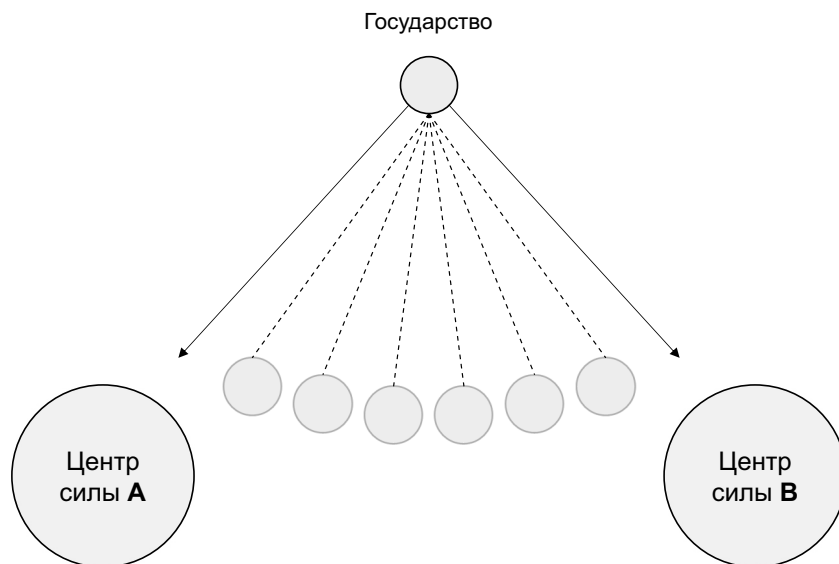 Государство
Центр
силы A
Центр
силы B